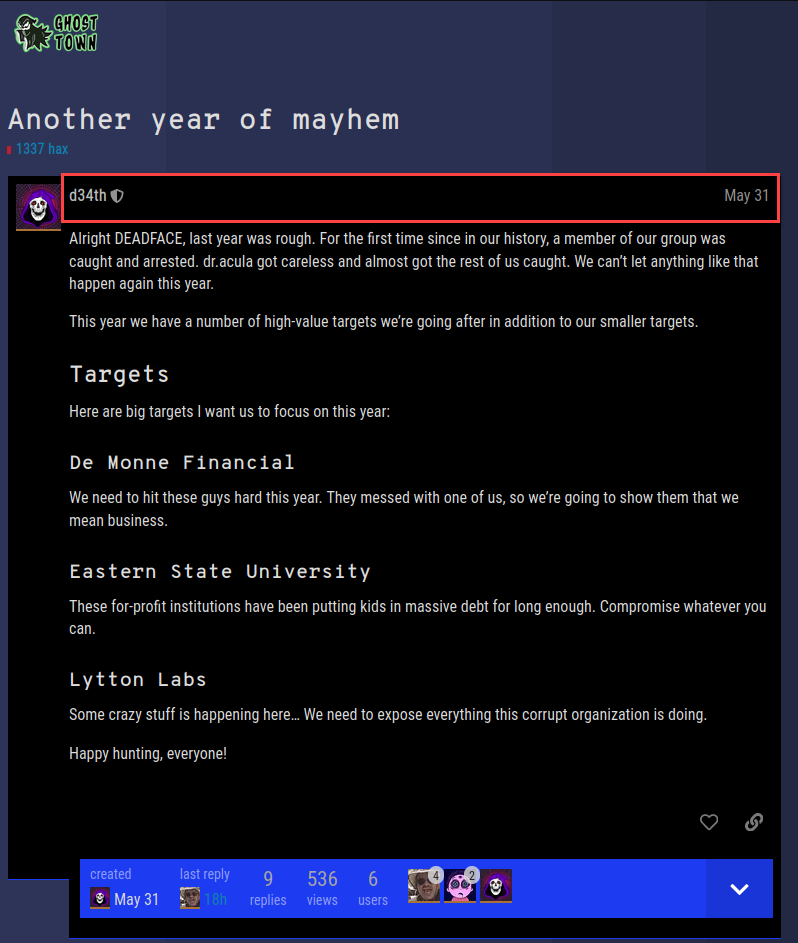 GHOST
TOWN
Another year of mayhem
1337 hax
d34th
May 31
Alright DEADFACE, last year was rough. For the first time since in our history, a member of our group was
caught and arrested. dr.acula got careless and almost got the rest of us caught. We can’t let anything like that
happen again this year.
This year we have a number of high-value targets we’re going after in addition to our smaller targets.
Targets
Here are big targets I want us to focus on this year:
De Monne Financial
We need to hit these guys hard this year. They messed with one of us, so we’re going to show them that we
mean business.
Eastern State University
These for-profit institutions have been putting kids in massive debt for long enough. Compromise whatever you
can.
Lytton Labs
Some crazy stuff is happening here… We need to expose everything this corrupt organization is doing.
Happy hunting, everyone!
created
May 31
last reply
18h
9
replies
536
views
6
users
4
2